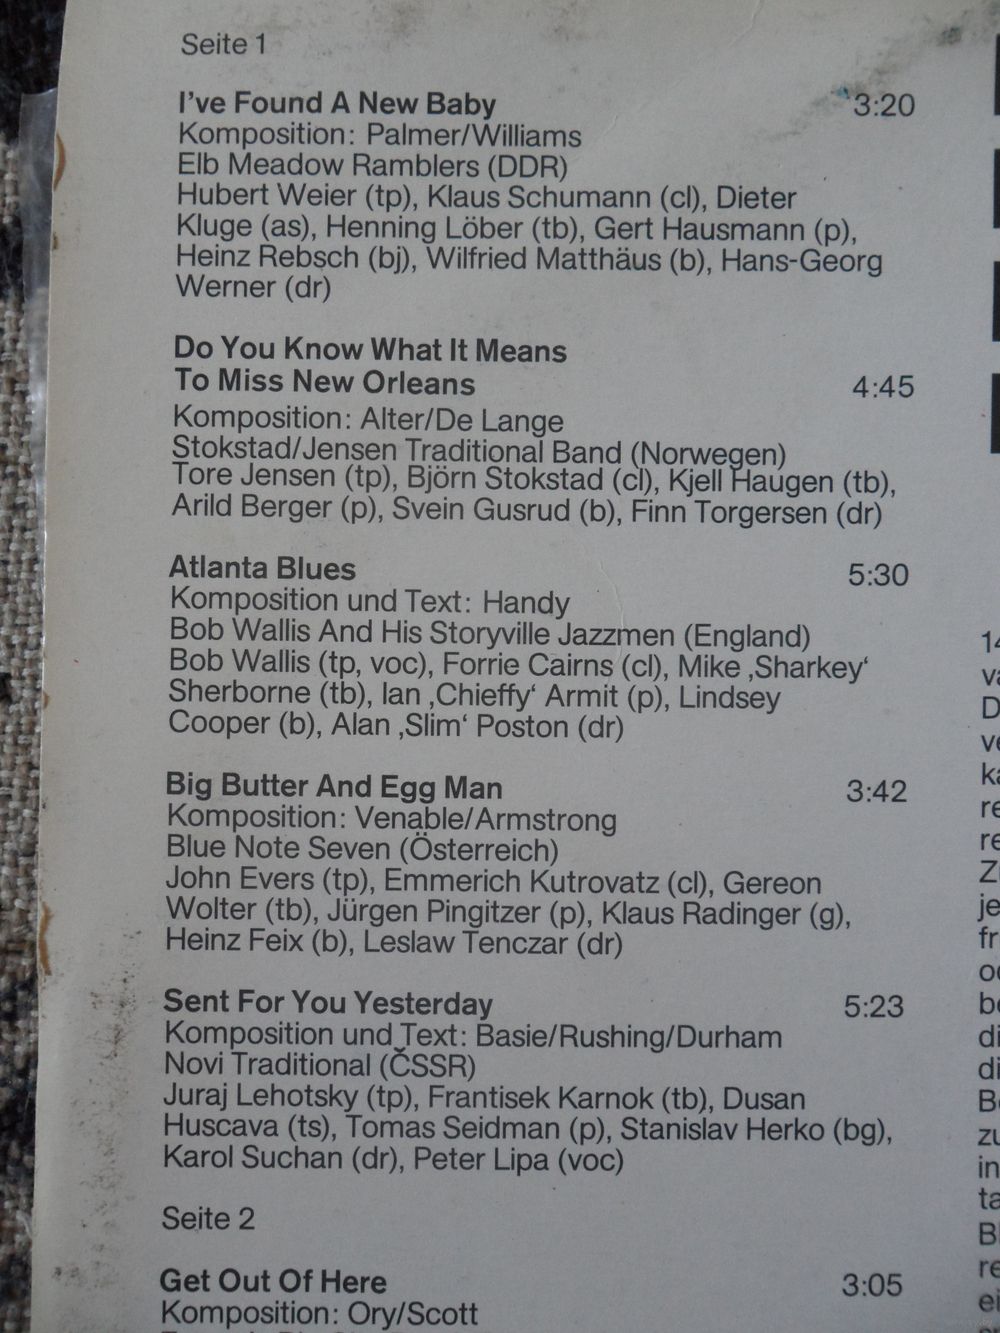 Seite 1
I've Found A New Baby 3:20
Komposition: Palmer/Williams
Elb Meadow Ramblers (DDR)
Hubert Weier (tp), Klaus Schumann (cl), Dieter
Kluge (as), Henning Löber (tb), Gert Hausmann (p),
Heinz Rebsch (bj), Wilfried Matthäus (b), Hans-Georg
Werner (dr)
Do You Know What It Means
To Miss New Orleans 4:45
Komposition: Alter/De Lange
Stokstad/Jensen Traditional Band (Norwegen)
Tore Jensen (tp), Björn Stokstad (cl), Kjell Haugen (tb),
Arild Berger (p), Svein Gusrud (b), Finn Torgersen (dr)
Atlanta Blues 5:30
Komposition und Text: Handy
Bob Wallis And His Storyville Jazzmen (England)
Bob Wallis (tp, voc), Forrie Cairns (cl), Mike ‚Sharkey‘
Sherborne (tb), Ian ‚Chieffy‘ Armit (p), Lindsey
Cooper (b), Alan ‚Slim‘ Poston (dr)
Big Butter And Egg Man 3:42
Komposition: Venable/Armstrong
Blue Note Seven (Österreich)
John Evers (tp), Emmerich Kutrovatz (cl), Gereon
Wolter (tb), Jürgen Pingitzer (p), Klaus Radinger (g),
Heinz Feix (b), Leslaw Tenczar (dr)
Sent For You Yesterday 5:23
Komposition und Text: Basie/Rushing/Durham
Novi Traditional (ČSSR)
Juraj Lehotsky (tp), Frantisek Karnok (tb), Dusan
Huscava (ts), Tomas Seidman (p), Stanislav Herko (bg),
Karol Suchan (dr), Peter Lipa (voc)
Seite 2
Get Out Of Here 3:05
Komposition: Ory/Scott